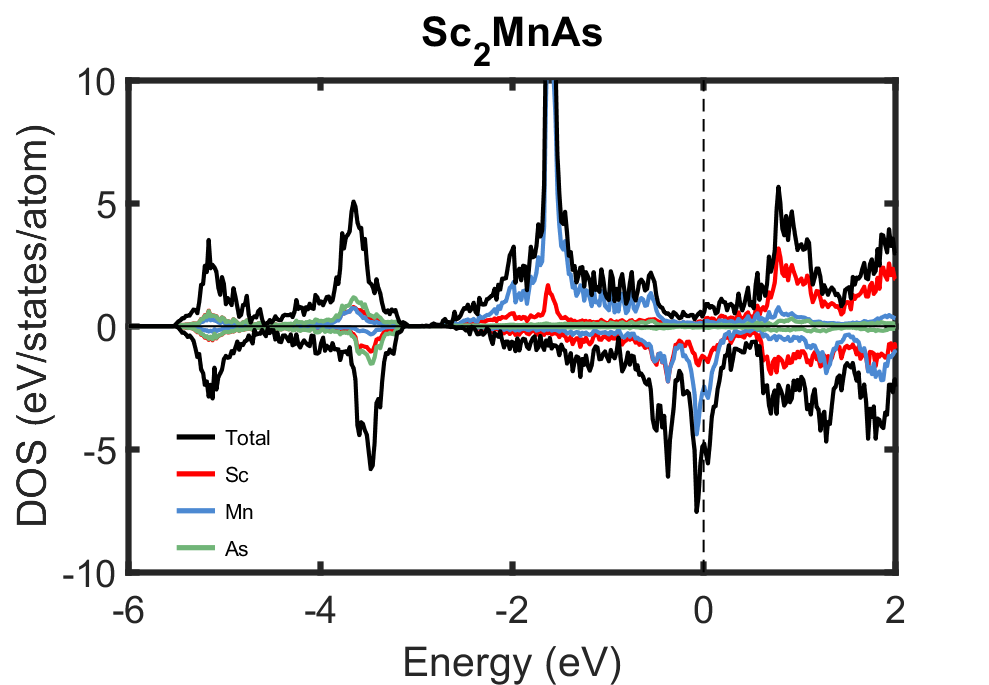 Sc2MnAs
DOS (eV/states/atom)
10
5
0
-5
-10
Total
Sc
Mn
As
-6 -4 -2 0 2
Energy (eV)